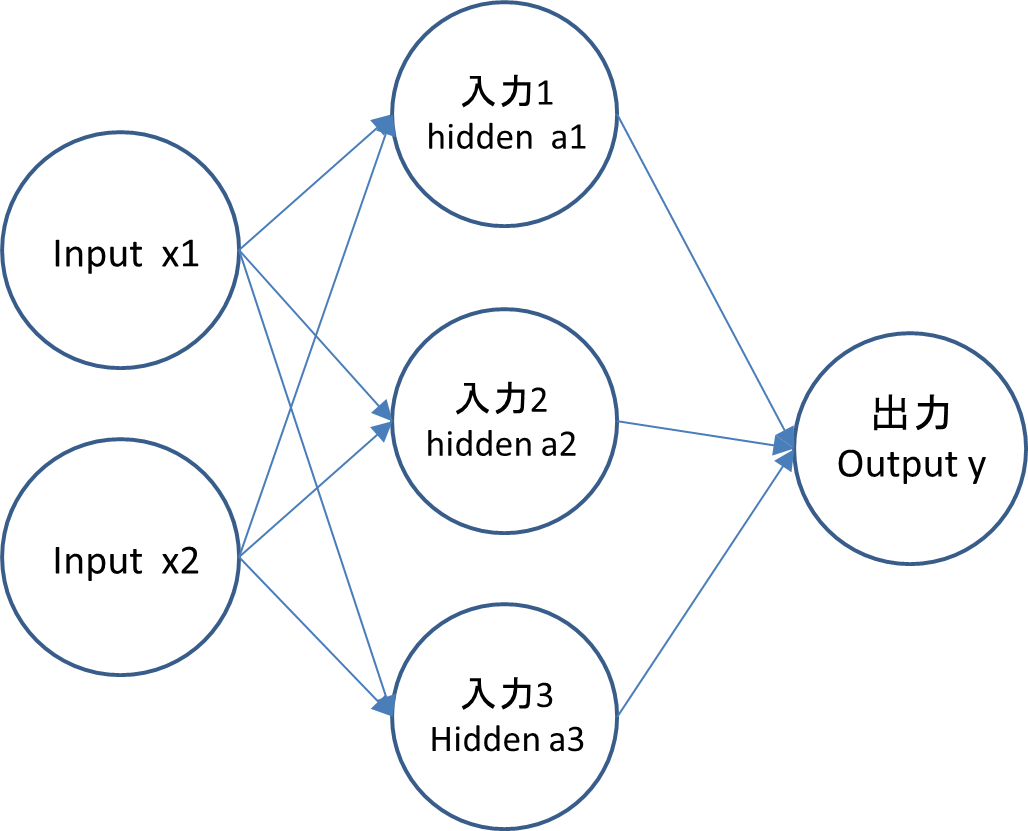 Input x1
Input x2
入力1
hidden a1
入力2
hidden a2
入力3
Hidden a3
出力
Output y